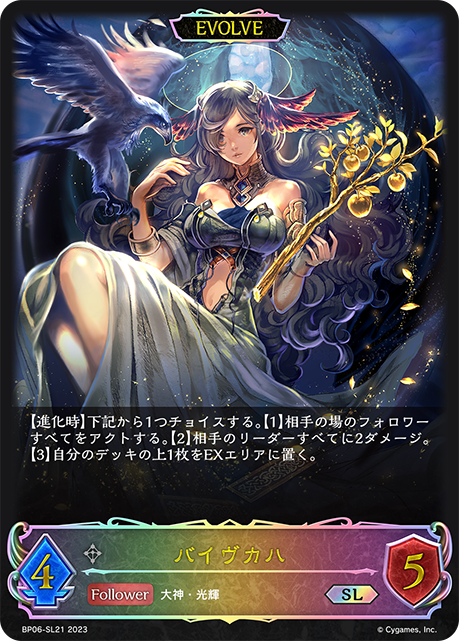 EVOLVE
【進化時】下記から1つチョイスする。【1】相手の場のフォロワー
すべてをアクトする。【2】相手のリーダーすべてに2ダメージ。
【3】自分のデッキの上1枚をEXエリアに置く。
バイヴカハ
4
Follower 大神・光輝 SL
5
BP06-SL21 2023 © Cygames, Inc.